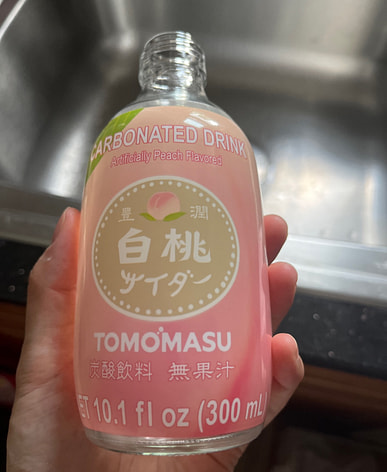 CARBONATED DRINK
Artificially Peach Flavored
豊 潤
白桃
サイダー
TOMOMASU
炭酸飲料 無果汁
NET 10.1 fl oz (300 mL)